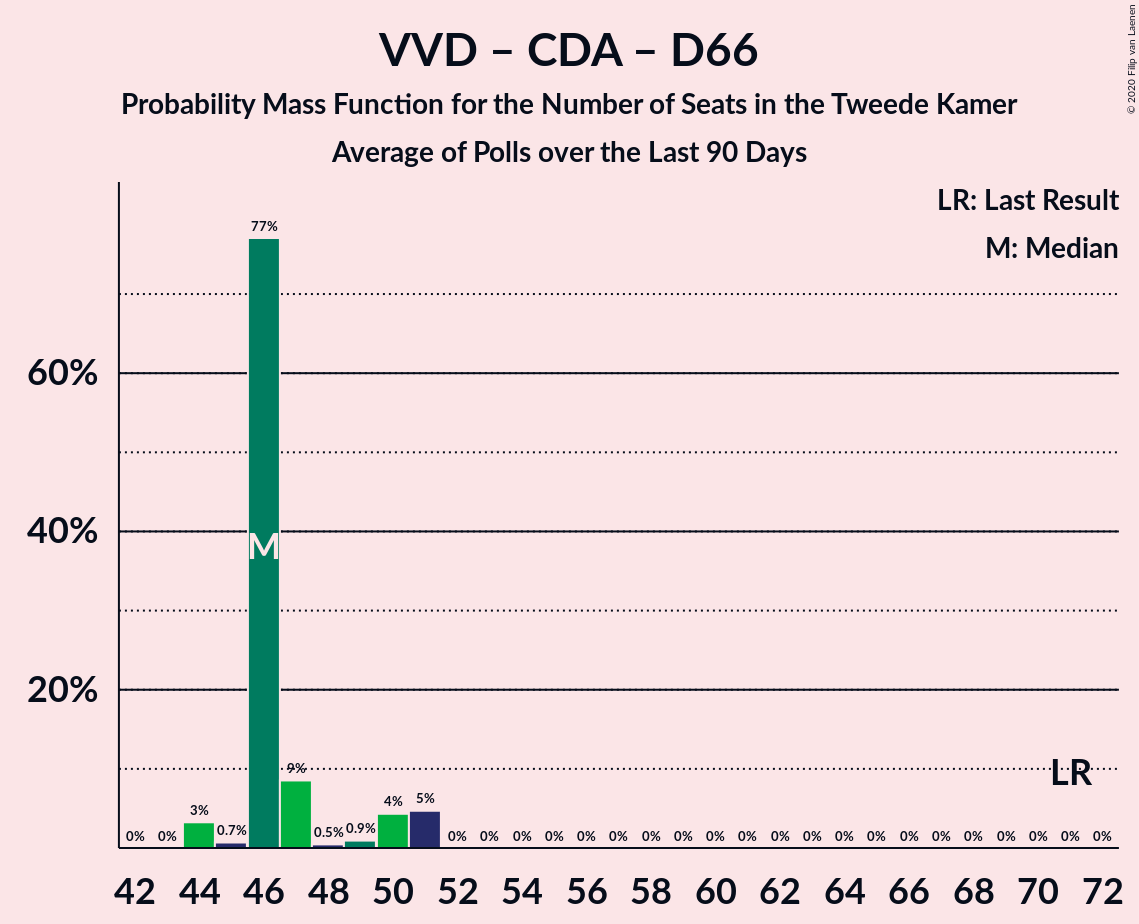 VVD – CDA – D66
Probability Mass Function for the Number of Seats in the Tweede Kamer
Average of Polls over the Last 90 Days
© 2020 Filip van Laenen
LR: Last Result
M: Median
60%
40%
20%
0% 0% 3% 0.7% 77% 9% 0.5% 0.9% 4% 5% 0% 0% 0% 0% 0% 0% 0% 0% 0% 0% 0% 0% 0% 0% 0% 0% 0% 0% 0% 0% 0%
M
LR
42 44 46 48 50 52 54 56 58 60 62 64 66 68 70 72